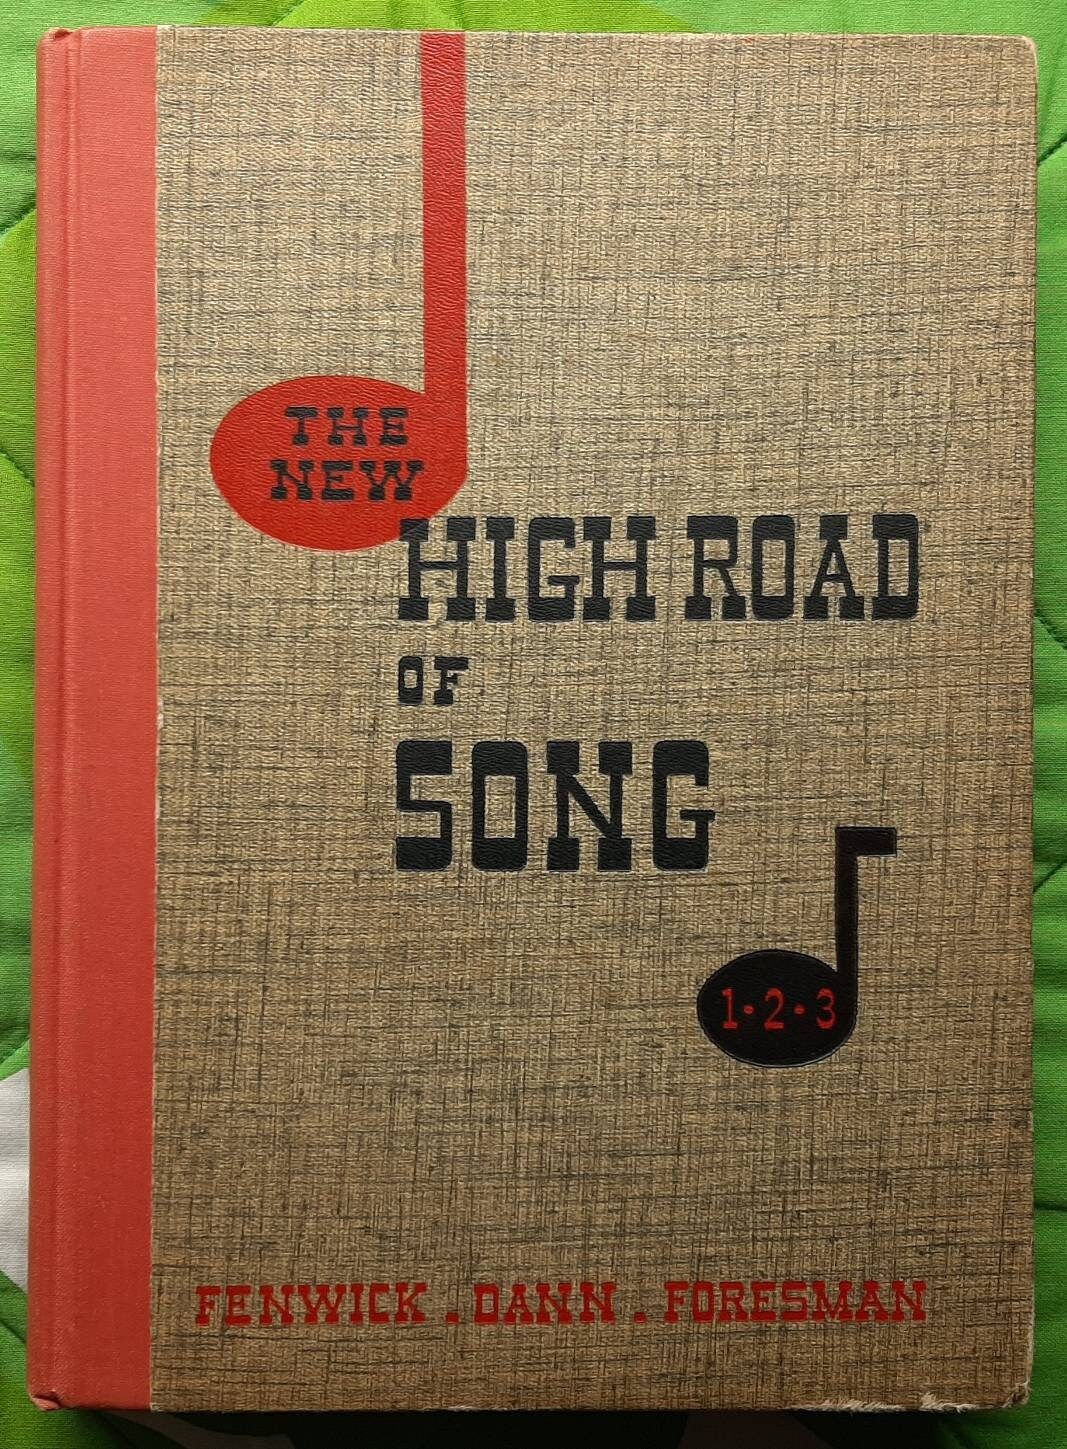 THE
NEW
HIGH ROAD
OF
SONG
1•2•3
FENWICK . DANN . FORESMAN